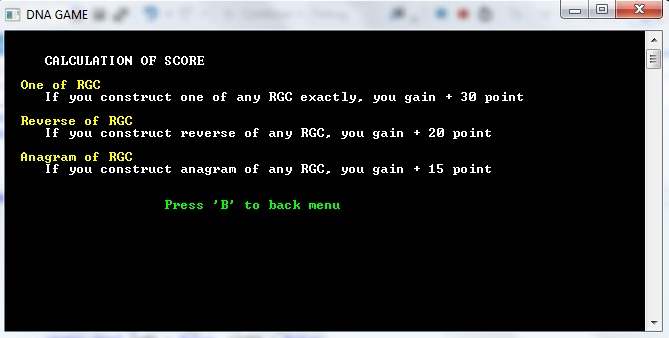 DNA GAME
CALCULATION OF SCORE
One of RGC
If you construct one of any RGC exactly, you gain + 30 point
Reverse of RGC
If you construct reverse of any RGC, you gain + 20 point
Anagram of RGC
If you construct anagram of any RGC, you gain + 15 point
Press 'B' to back menu